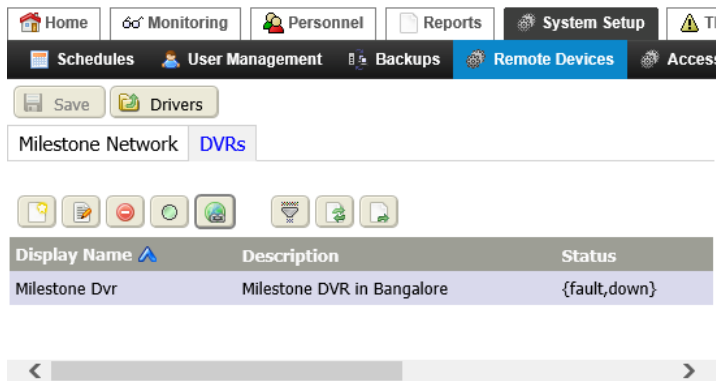 Home Monitoring Personnel Reports System Setup
Schedules User Management Backups Remote Devices Access
Save Drivers
Milestone Network DVRs
Display Name Description Status
Milestone Dvr Milestone DVR in Bangalore {fault,down}